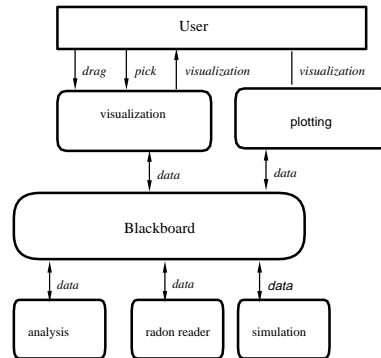 User
drag pick visualization visualization
visualization plotting
data data
Blackboard
data data data
analysis radon reader simulation